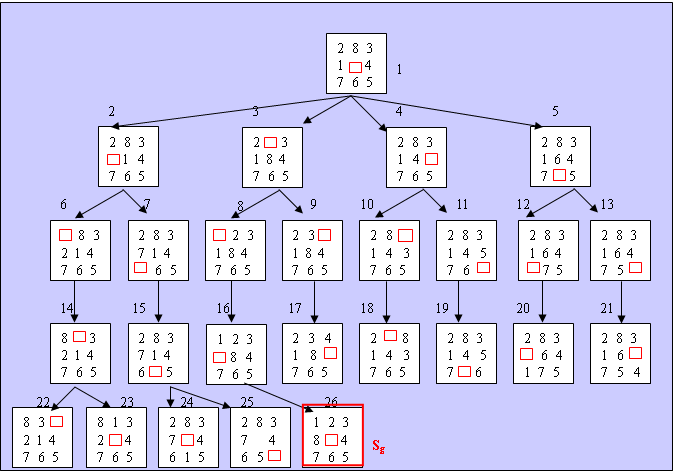 1
2 8 3
1 4
7 6 5
2
2 8 3
1 4
7 6 5
3
2 3
1 8 4
7 6 5
4
2 8 3
1 4
7 6 5
5
2 8 3
1 6 4
7 5
6
8 3
2 1 4
7 6 5
7
2 8 3
7 1 4
6 5
8
2 3
1 8 4
7 6 5
9
2 3
1 8 4
7 6 5
10
2 8
1 4 3
7 6 5
11
2 8 3
1 4 5
7 6
12
2 8 3
1 6 4
7 5
13
2 8 3
1 6 4
7 5
14
8 3
2 1 4
7 6 5
15
2 8 3
7 1 4
6 5
16
1 2 3
8 4
7 6 5
17
2 3 4
1 8
7 6 5
18
2 8
1 4 3
7 6 5
19
2 8 3
1 4 5
7 6
20
2 8 3
6 4
1 7 5
21
2 8 3
1 6
7 5 4
22
8 3
2 1 4
7 6 5
23
8 1 3
2 4
7 6 5
24
2 8 3
7 4
6 1 5
25
2 8 3
7 4
6 5
26
1 2 3
8 4
7 6 5
Sg